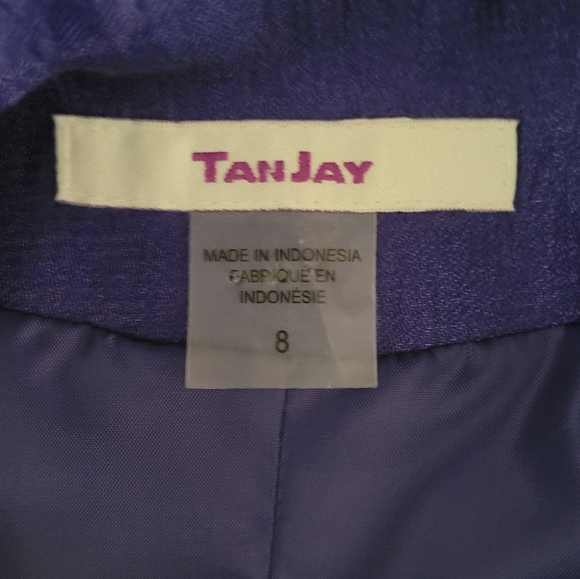 TANJAY
MADE IN INDONESIA
FABRIQUÉ EN
INDONÉSIE
8